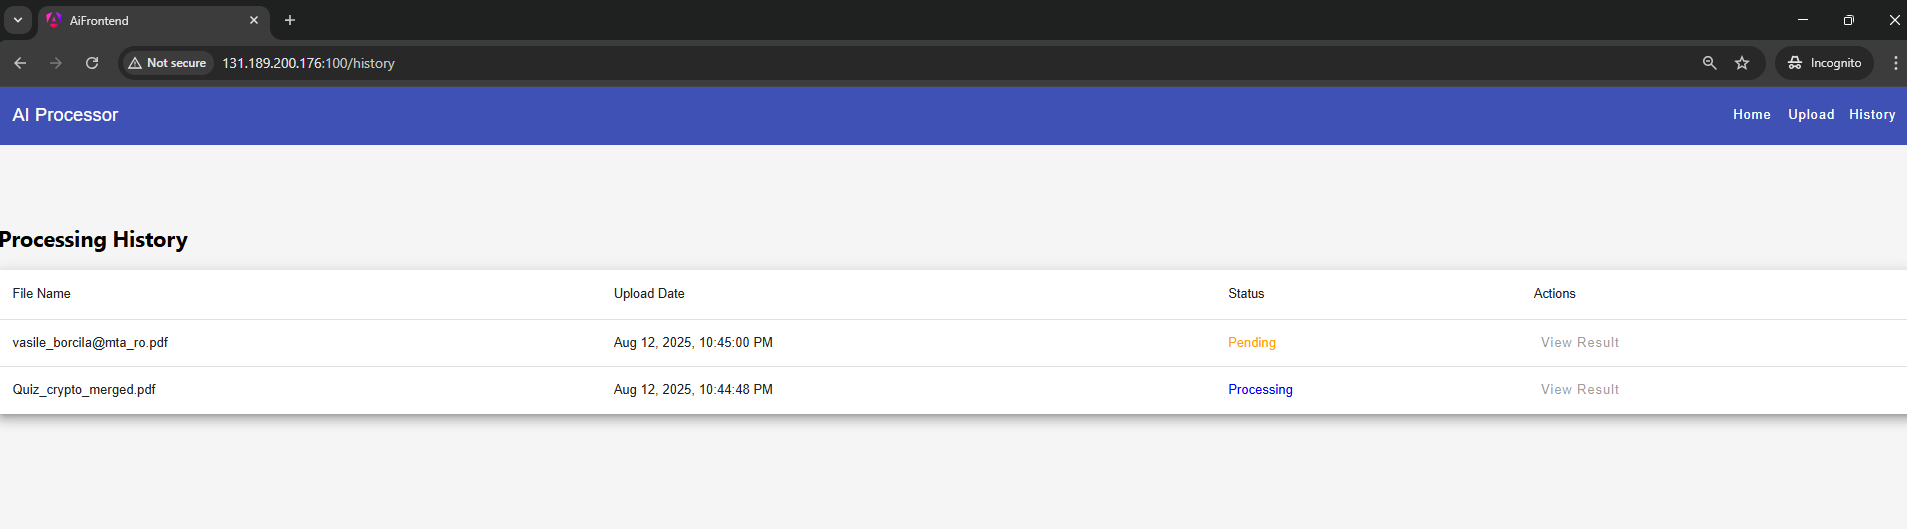 AiFrontend
Not secure 131.189.200.176:100/history Incognito
AI Processor Home Upload History
Processing History
File Name Upload Date Status Actions
vasile_borcila@mta_ro.pdf Aug 12, 2025, 10:45:00 PM Pending View Result
Quiz_crypto_merged.pdf Aug 12, 2025, 10:44:48 PM Processing View Result